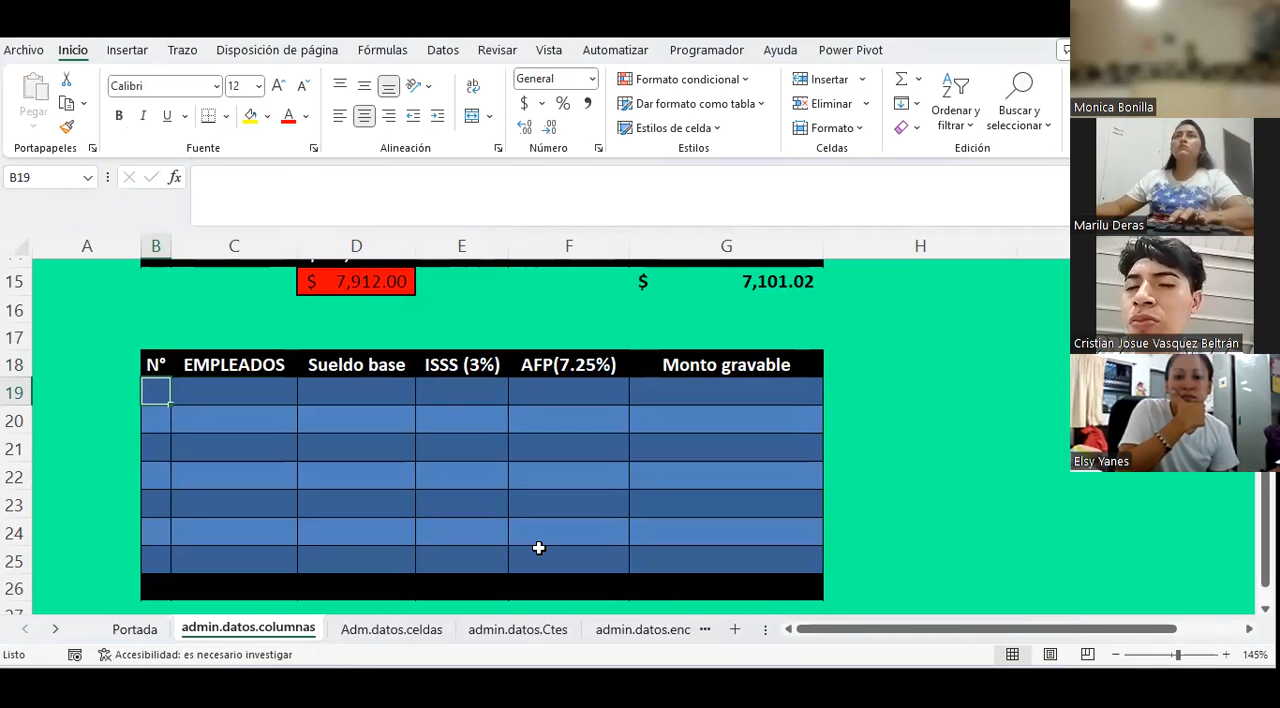 Archivo Inicio Insertar Trazo Disposición de página Fórmulas Datos Revisar Vista Automatizar Programador Ayuda Power Pivot
Pegar
Portapapeles
Calibri 12
N K S
Fuente
Alineación
General
$ % 
Número
Formato condicional
Dar formato como tabla
Estilos de celda
Estilos
Insertar
Eliminar
Formato
Celdas
Ordenar y filtrar
Buscar y seleccionar
Edición
B19
fx
A B C D E F G H
15 $ 7,912.00 $ 7,101.02
16
17
18 N° EMPLEADOS Sueldo base ISSS (3%) AFP(7.25%) Monto gravable
19
20
21
22
23
24
25
26
Portada admin.datos.columnas Adm.datos.celdas admin.datos.Ctes admin.datos.enc ...
Listo Accesibilidad: es necesario investigar 145%
Monica Bonilla
Marilu Deras
Cristian Josue Vasquez Beltrán
Elsy Yanes